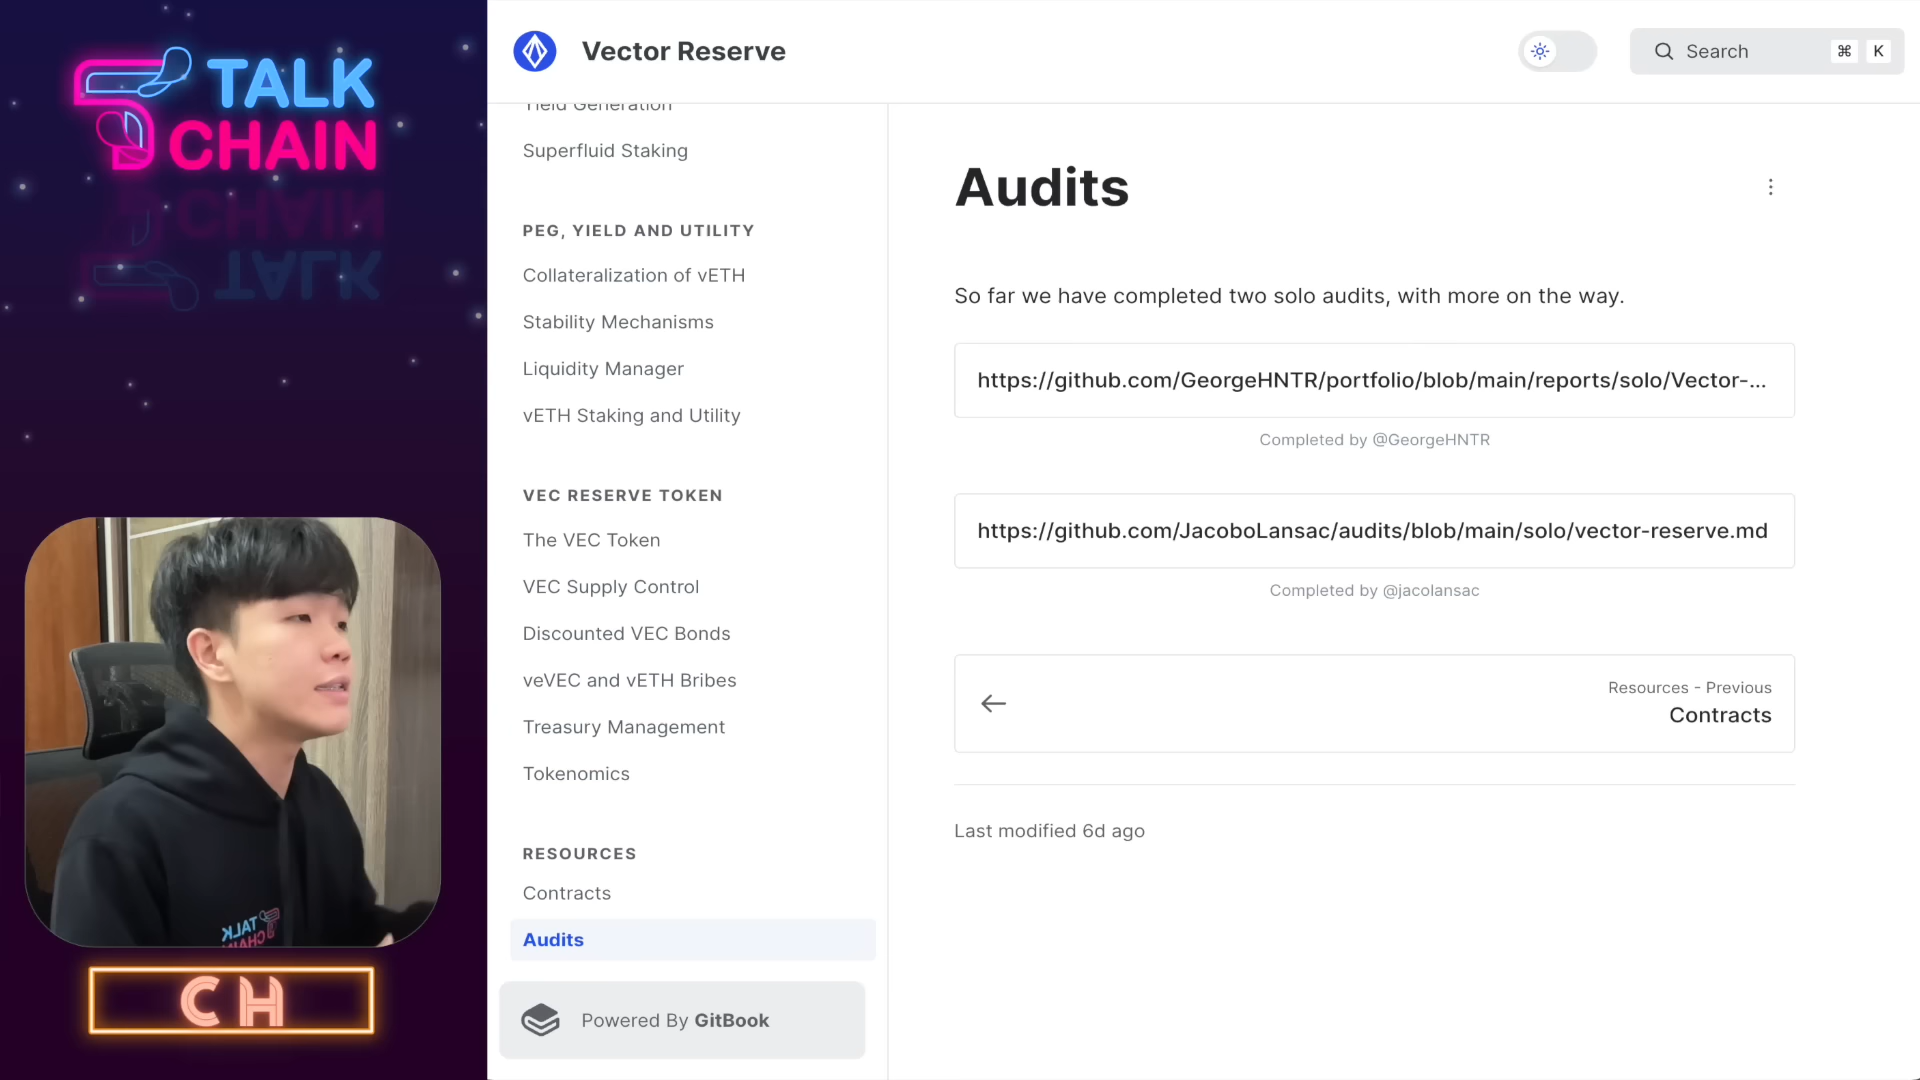 TALK
CHAIN
TALK
CHAIN
CH
Vector Reserve
Search
⌘ K
Yield Generation
Superfluid Staking
PEG, YIELD AND UTILITY
Collateralization of vETH
Stability Mechanisms
Liquidity Manager
vETH Staking and Utility
VEC RESERVE TOKEN
The VEC Token
VEC Supply Control
Discounted VEC Bonds
veVEC and vETH Bribes
Treasury Management
Tokenomics
RESOURCES
Contracts
Audits
Powered By GitBook
Audits
So far we have completed two solo audits, with more on the way.
https://github.com/GeorgeHNTR/portfolio/blob/main/reports/solo/Vector-...
Completed by @GeorgeHNTR
https://github.com/JacoboLansac/audits/blob/main/solo/vector-reserve.md
Completed by @jacolansac
Resources - Previous
Contracts
Last modified 6d ago